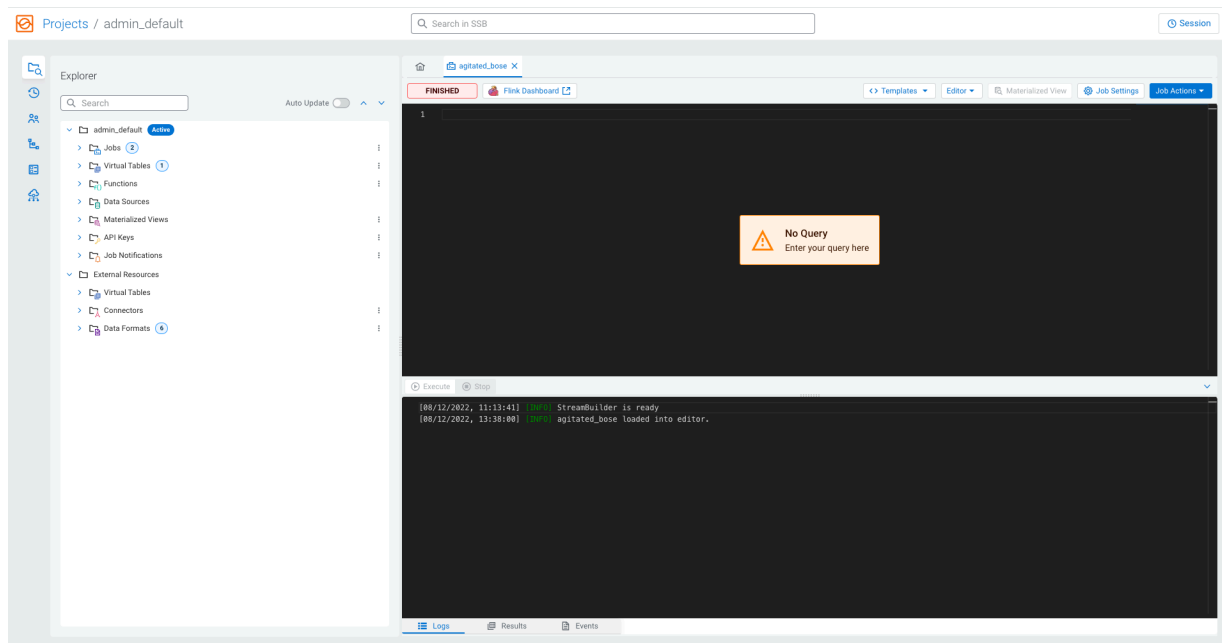 Projects / admin_default
Search in SSB
Session
Explorer
Search
Auto Update
admin_default Active
Jobs 2
Virtual Tables 1
Functions
Data Sources
Materialized Views
API Keys
Job Notifications
External Resources
Virtual Tables
Connectors
Data Formats 6
agitated_bose
FINISHED
Flink Dashboard
Templates
Editor
Materialized View
Job Settings
Job Actions
1
No Query
Enter your query here
Execute
Stop
[08/12/2022, 11:13:41] [INFO] StreamBuilder is ready
[08/12/2022, 13:38:00] [INFO] agitated_bose loaded into editor.
Logs
Results
Events